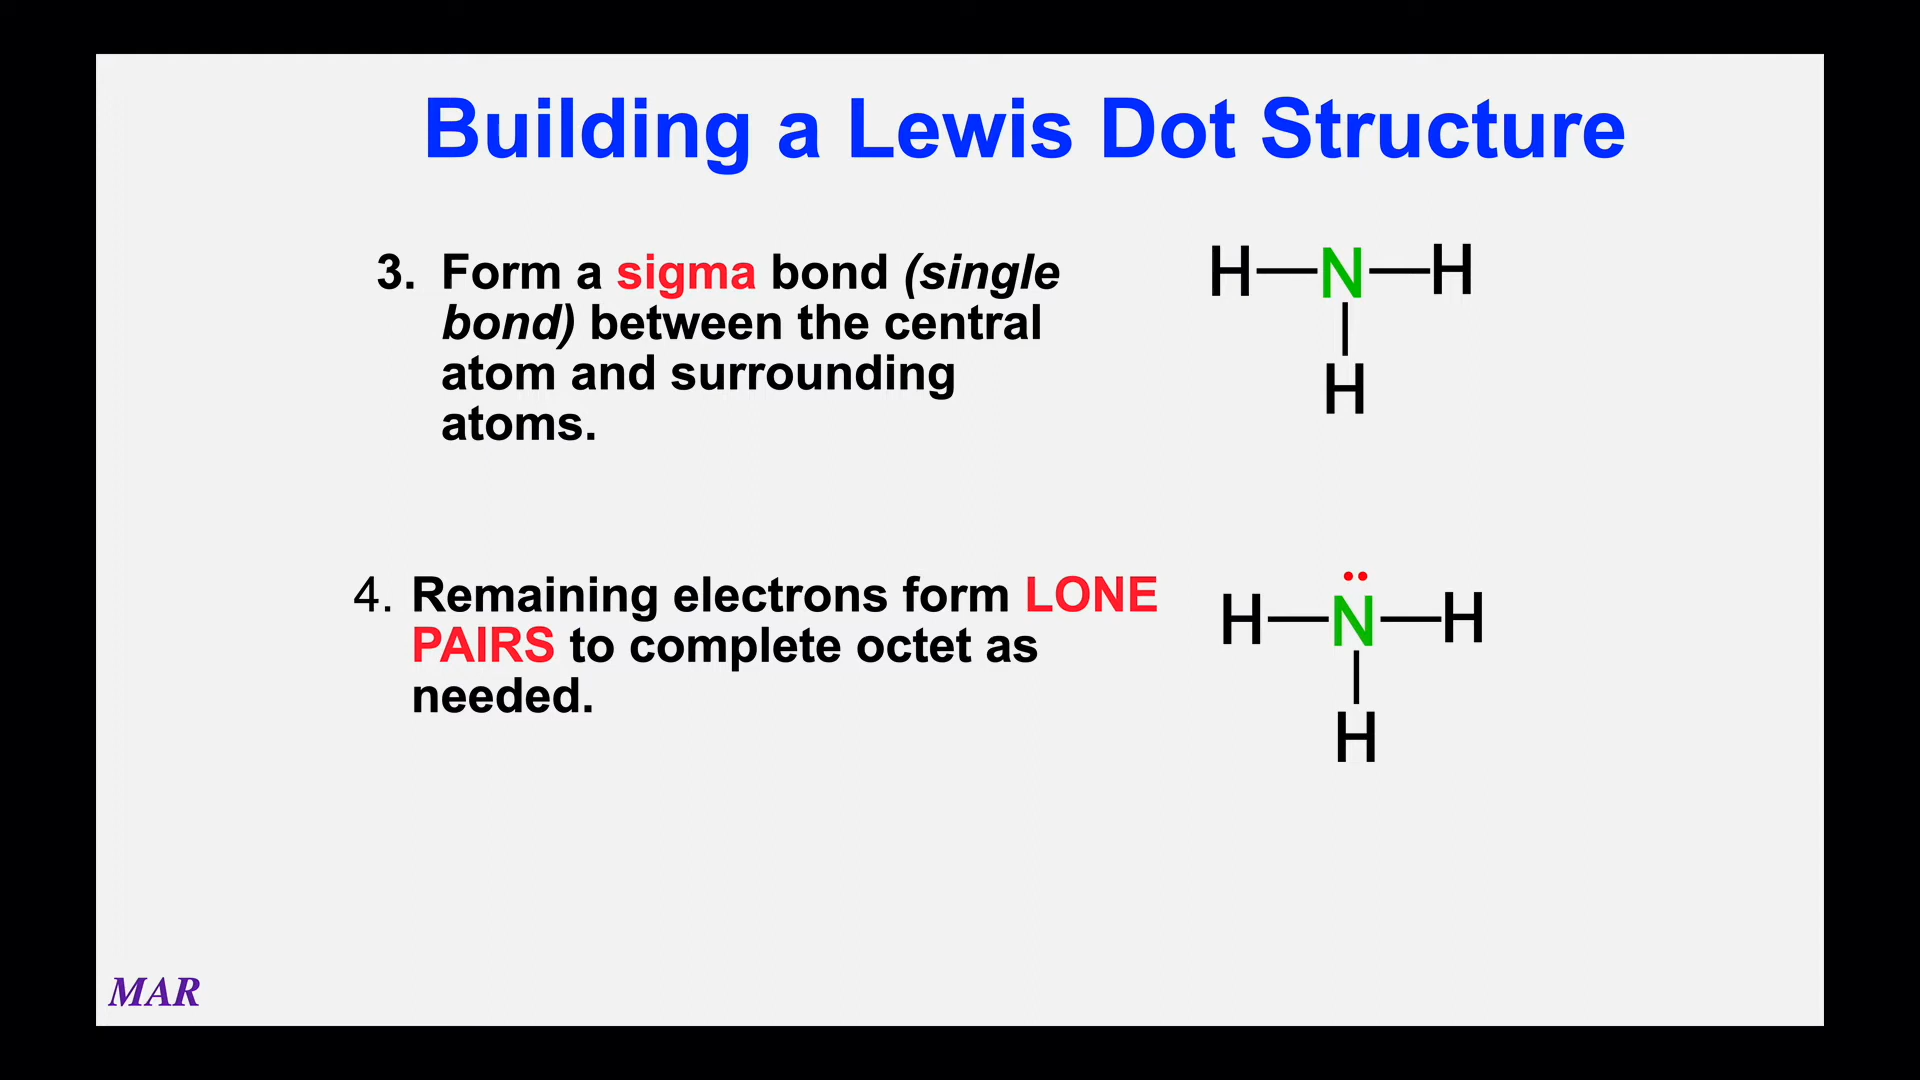 Building a Lewis Dot Structure
3. Form a sigma bond (single
bond) between the central
atom and surrounding
atoms.
H—N—H
H
4. Remaining electrons form LONE
PAIRS to complete octet as
needed.
H—N—H
H
MAR